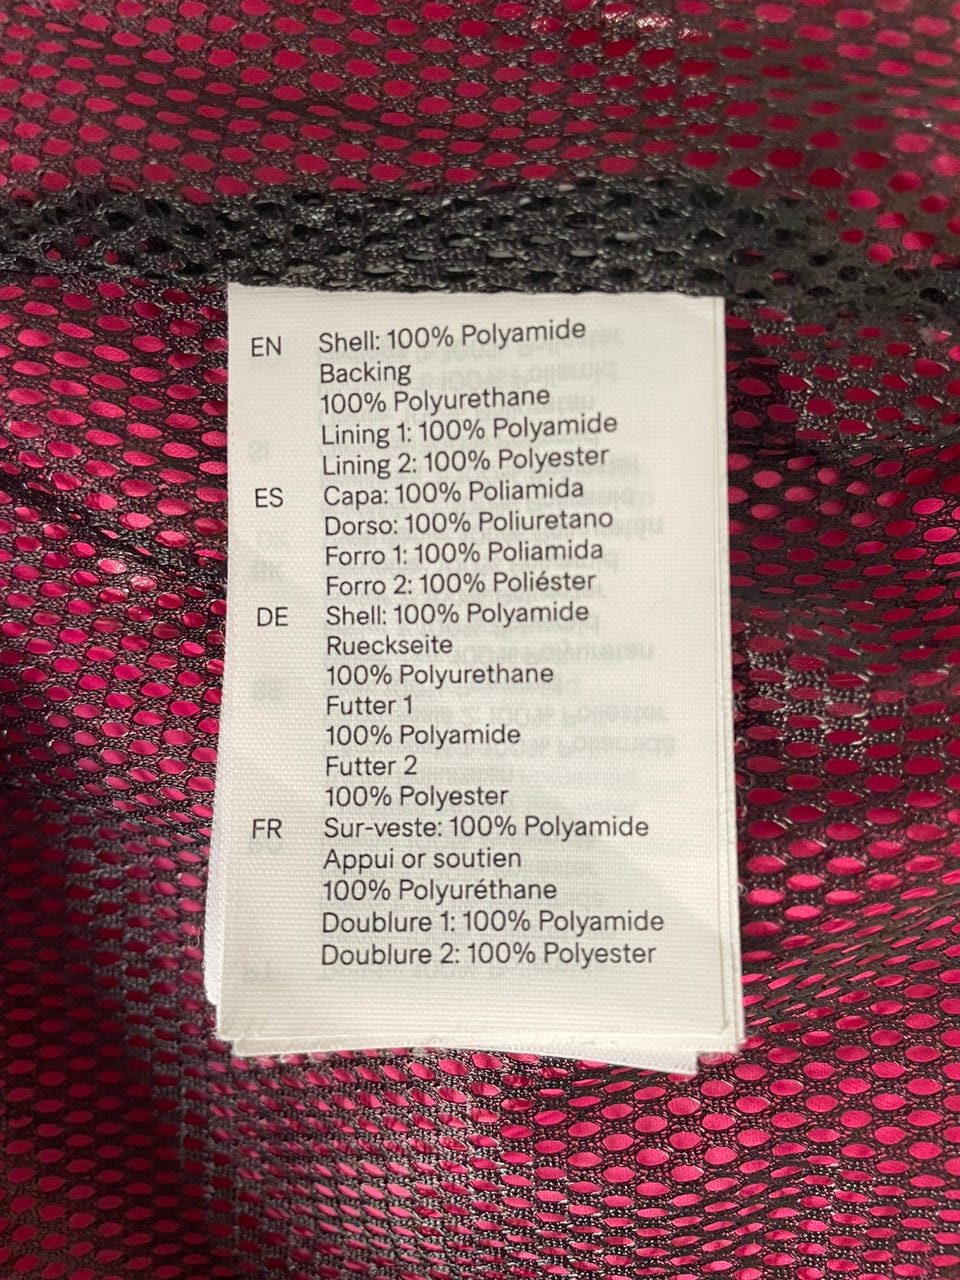 EN Shell: 100% Polyamide
Backing
100% Polyurethane
Lining 1: 100% Polyamide
Lining 2: 100% Polyester
ES Capa: 100% Poliamida
Dorso: 100% Poliuretano
Forro 1: 100% Poliamida
Forro 2: 100% Poliéster
DE Shell: 100% Polyamide
Rueckseite
100% Polyurethane
Futter 1
100% Polyamide
Futter 2
100% Polyester
FR Sur-veste: 100% Polyamide
Appui or soutien
100% Polyuréthane
Doublure 1: 100% Polyamide
Doublure 2: 100% Polyester